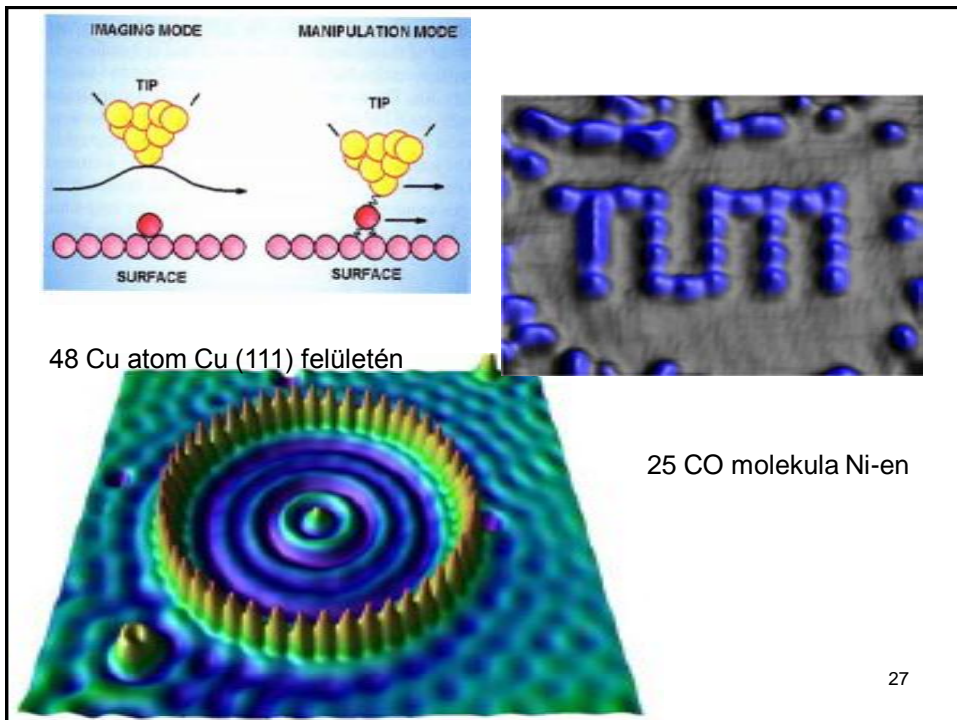 IMAGING MODE
MANIPULATION MODE
TIP
TIP
SURFACE
SURFACE
TUM
48 Cu atom Cu (111) felületén
25 CO molekula Ni-en
27